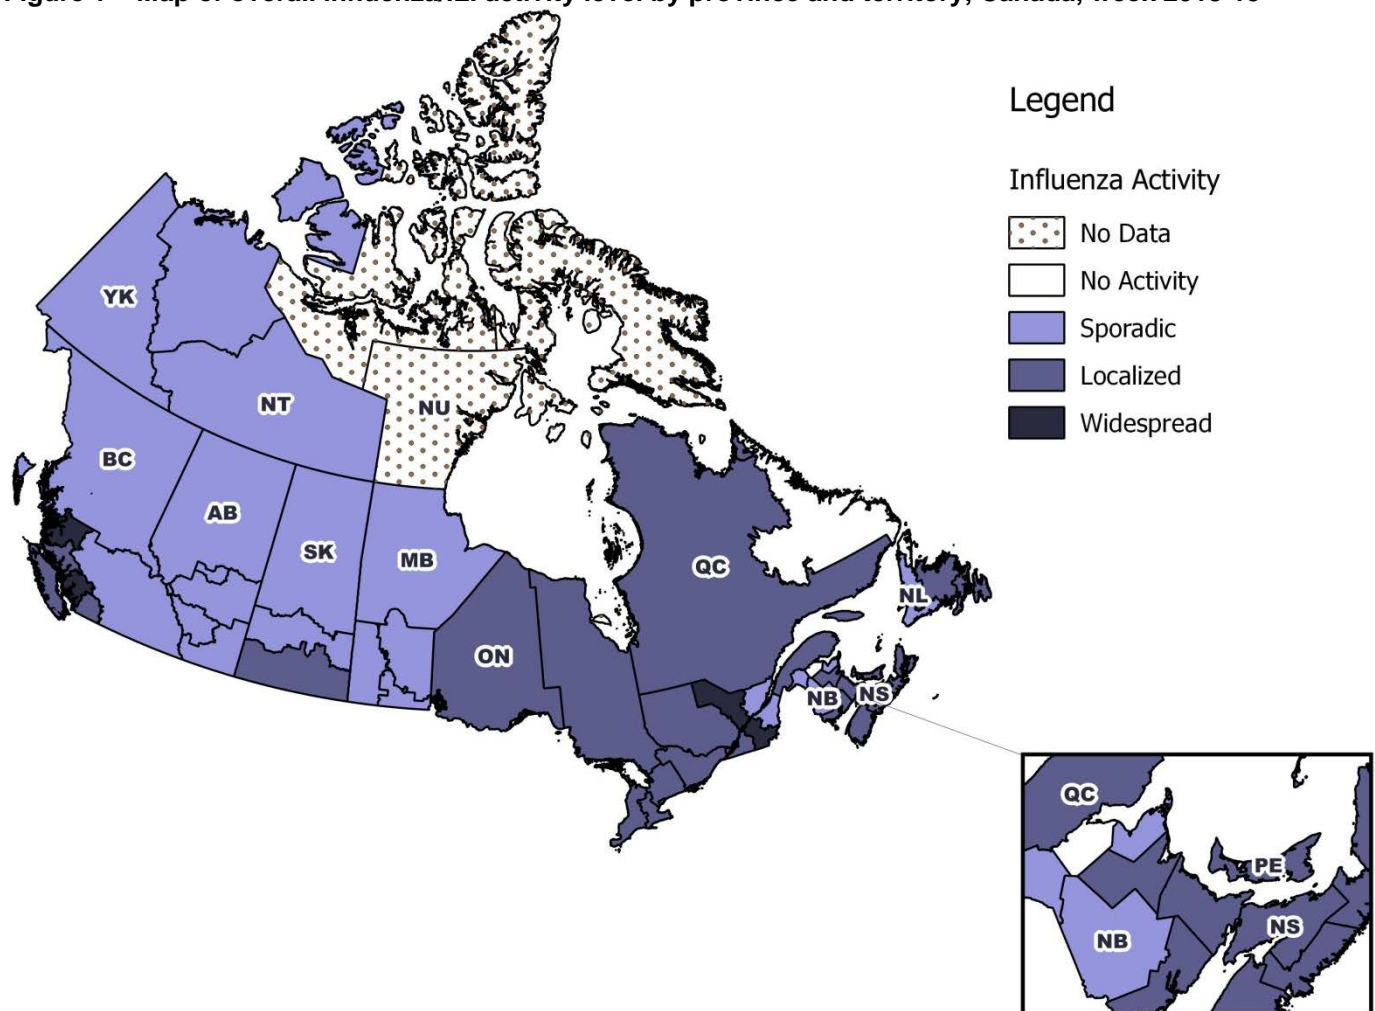 Legend
Influenza Activity
No Data
No Activity
Sporadic
Localized
Widespread
YK
NT
NU
BC
AB
SK
MB
QC
NL
ON
NB
NS
QC
PE
NS
NB